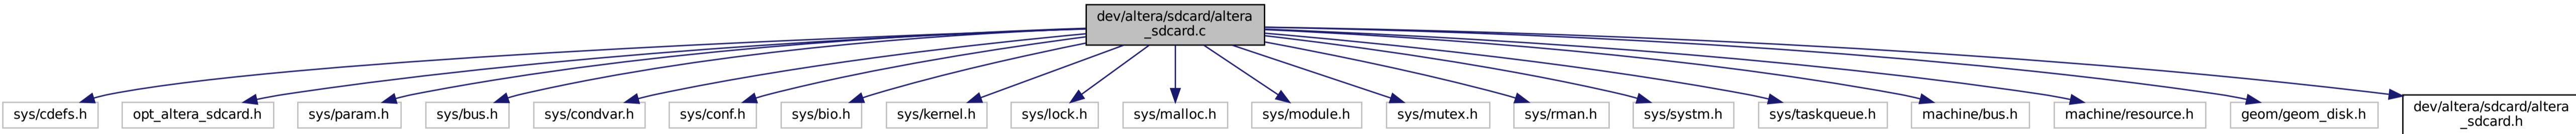 dev/altera/sdcard/altera
_sdcard.c
sys/cdefs.h
opt_altera_sdcard.h
sys/param.h
sys/bus.h
sys/condvar.h
sys/conf.h
sys/bio.h
sys/kernel.h
sys/lock.h
sys/malloc.h
sys/module.h
sys/mutex.h
sys/rman.h
sys/systm.h
sys/taskqueue.h
machine/bus.h
machine/resource.h
geom/geom_disk.h
dev/altera/sdcard/altera
_sdcard.h